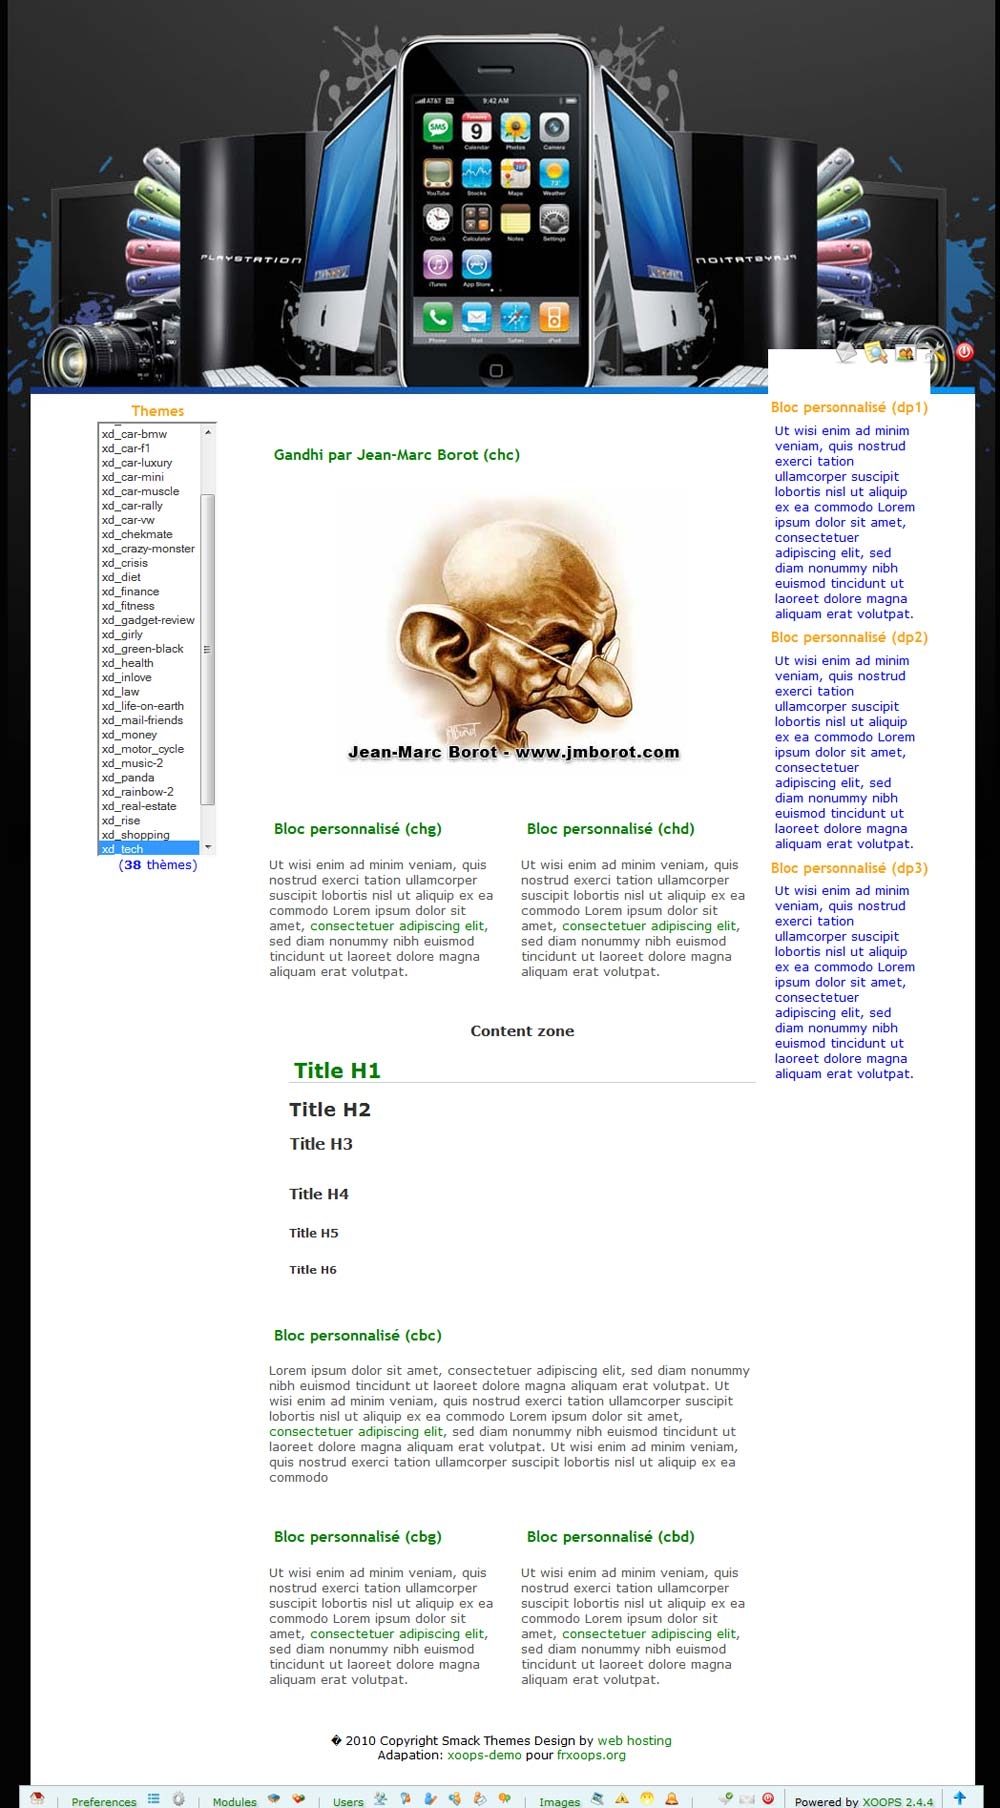 AT&T
3G
9:42 AM
SMS
Tuesday
9
Text
Calendar
Photos
Camera
280
73°
YouTube
Stocks
Maps
Weather
Clock
Calculator
Notes
Settings
iTunes
App Store
PLAYSTATION
PLAYSTATION
Phone
Mail
Safari
iPod
Themes
xd_car-bmw
xd_car-f1
xd_car-luxury
xd_car-mini
xd_car-muscle
xd_car-rally
xd_car-vw
xd_chekmate
xd_crazy-monster
xd_crisis
xd_diet
xd_finance
xd_fitness
xd_gadget-review
xd_girly
xd_green-black
xd_health
xd_inlove
xd_law
xd_life-on-earth
xd_mail-friends
xd_money
xd_motor_cycle
xd_music-2
xd_panda
xd_rainbow-2
xd_real-estate
xd_rise
xd_shopping
xd_tech
(38 thèmes)
Gandhi par Jean-Marc Borot (chc)
JMBorot
Jean-Marc Borot - www.jmborot.com
Bloc personnalisé (chg)
Ut wisi enim ad minim veniam, quis
nostrud exerci tation ullamcorper
suscipit lobortis nisl ut aliquip ex ea
commodo Lorem ipsum dolor sit
amet, consectetuer adipiscing elit,
sed diam nonummy nibh euismod
tincidunt ut laoreet dolore magna
aliquam erat volutpat.
Bloc personnalisé (chd)
Ut wisi enim ad minim veniam, quis
nostrud exerci tation ullamcorper
suscipit lobortis nisl ut aliquip ex ea
commodo Lorem ipsum dolor sit
amet, consectetuer adipiscing elit,
sed diam nonummy nibh euismod
tincidunt ut laoreet dolore magna
aliquam erat volutpat.
Content zone
Title H1
Title H2
Title H3
Title H4
Title H5
Title H6
Bloc personnalisé (cbc)
Lorem ipsum dolor sit amet, consectetuer adipiscing elit, sed diam nonummy
nibh euismod tincidunt ut laoreet dolore magna aliquam erat volutpat. Ut
wisi enim ad minim veniam, quis nostrud exerci tation ullamcorper suscipit
lobortis nisl ut aliquip ex ea commodo Lorem ipsum dolor sit amet,
consectetuer adipiscing elit, sed diam nonummy nibh euismod tincidunt ut
laoreet dolore magna aliquam erat volutpat. Ut wisi enim ad minim veniam,
quis nostrud exerci tation ullamcorper suscipit lobortis nisl ut aliquip ex ea
commodo
Bloc personnalisé (cbg)
Ut wisi enim ad minim veniam, quis
nostrud exerci tation ullamcorper
suscipit lobortis nisl ut aliquip ex ea
commodo Lorem ipsum dolor sit
amet, consectetuer adipiscing elit,
sed diam nonummy nibh euismod
tincidunt ut laoreet dolore magna
aliquam erat volutpat.
Bloc personnalisé (cbd)
Ut wisi enim ad minim veniam, quis
nostrud exerci tation ullamcorper
suscipit lobortis nisl ut aliquip ex ea
commodo Lorem ipsum dolor sit
amet, consectetuer adipiscing elit,
sed diam nonummy nibh euismod
tincidunt ut laoreet dolore magna
aliquam erat volutpat.
Bloc personnalisé (dp1)
Ut wisi enim ad minim
veniam, quis nostrud
exerci tation
ullamcorper suscipit
lobortis nisl ut aliquip
ex ea commodo Lorem
ipsum dolor sit amet,
consectetuer
adipiscing elit, sed
diam nonummy nibh
euismod tincidunt ut
laoreet dolore magna
aliquam erat volutpat.
Bloc personnalisé (dp2)
Ut wisi enim ad minim
veniam, quis nostrud
exerci tation
ullamcorper suscipit
lobortis nisl ut aliquip
ex ea commodo Lorem
ipsum dolor sit amet,
consectetuer
adipiscing elit, sed
diam nonummy nibh
euismod tincidunt ut
laoreet dolore magna
aliquam erat volutpat.
Bloc personnalisé (dp3)
Ut wisi enim ad minim
veniam, quis nostrud
exerci tation
ullamcorper suscipit
lobortis nisl ut aliquip
ex ea commodo Lorem
ipsum dolor sit amet,
consectetuer
adipiscing elit, sed
diam nonummy nibh
euismod tincidunt ut
laoreet dolore magna
aliquam erat volutpat.
� 2010 Copyright Smack Themes Design by web hosting
Adapation: xoops-demo pour frxoops.org
Preferences | Modules | Users | Images | Powered by XOOPS 2.4.4